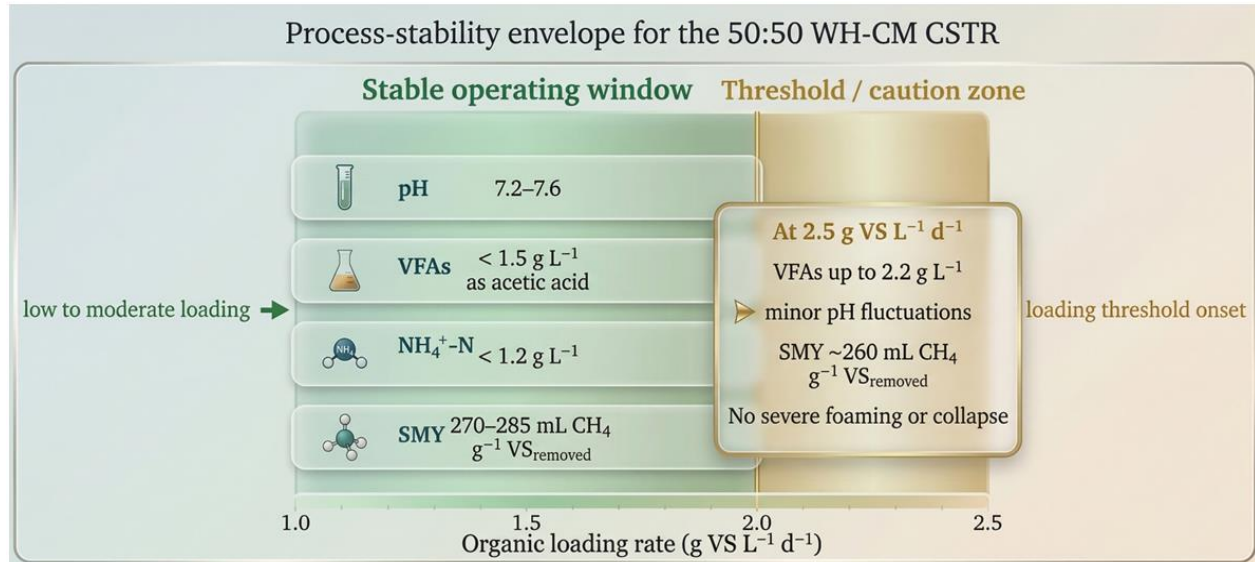 Process-stability envelope for the 50:50 WH-CM CSTR
Stable operating window
Threshold / caution zone
pH 7.2–7.6
VFAs < 1.5 g L⁻¹
as acetic acid
low to moderate loading
NH₄⁺-N < 1.2 g L⁻¹
NH₄
SMY 270–285 mL CH₄
g⁻¹ VSremoved
At 2.5 g VS L⁻¹ d⁻¹
VFAs up to 2.2 g L⁻¹
minor pH fluctuations
SMY ~260 mL CH₄
g⁻¹ VSremoved
No severe foaming or collapse
loading threshold onset
1.0 1.5 2.0 2.5
Organic loading rate (g VS L⁻¹ d⁻¹)